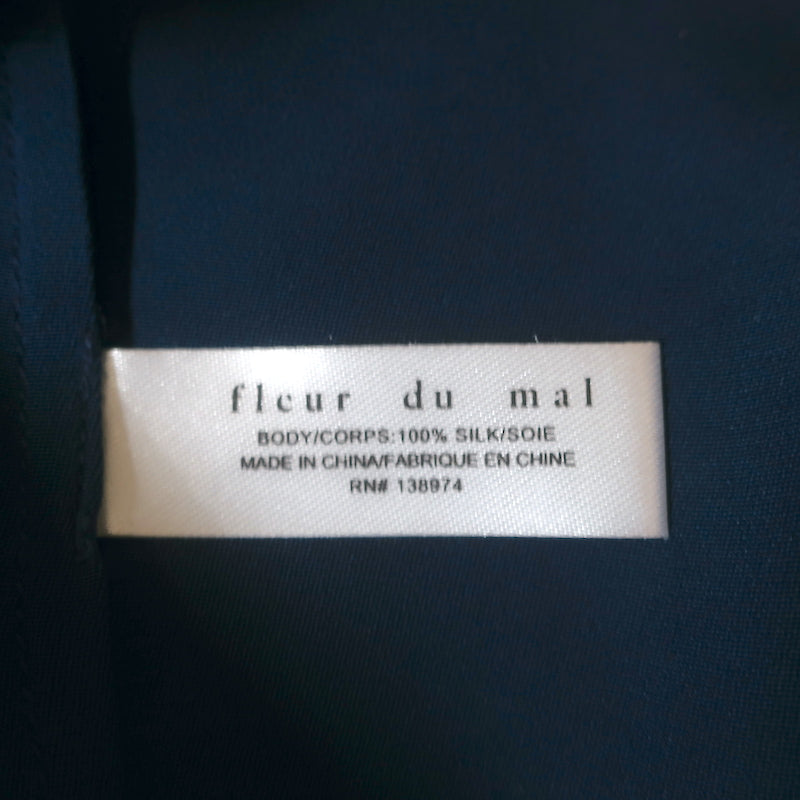 fleur du mal
BODY/CORPS:100% SILK/SOIE
MADE IN CHINA/FABRIQUE EN CHINE
RN# 138974